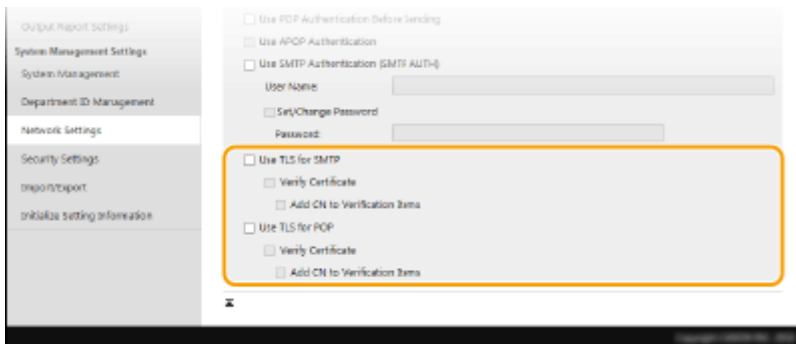 Output Report Settings
System Management Settings
System Management
Department ID Management
Network Settings
Security Settings
Import/Export
Initialize Setting Information
Use POP Authentication Before Sending
Use APOP Authentication
Use SMTP Authentication (SMTP AUTH)
User Name:
Set/Change Password
Password:
Use TLS for SMTP
Verify Certificate
Add CN to Verification Items
Use TLS for POP
Verify Certificate
Add CN to Verification Items
Copyright CANON INC.